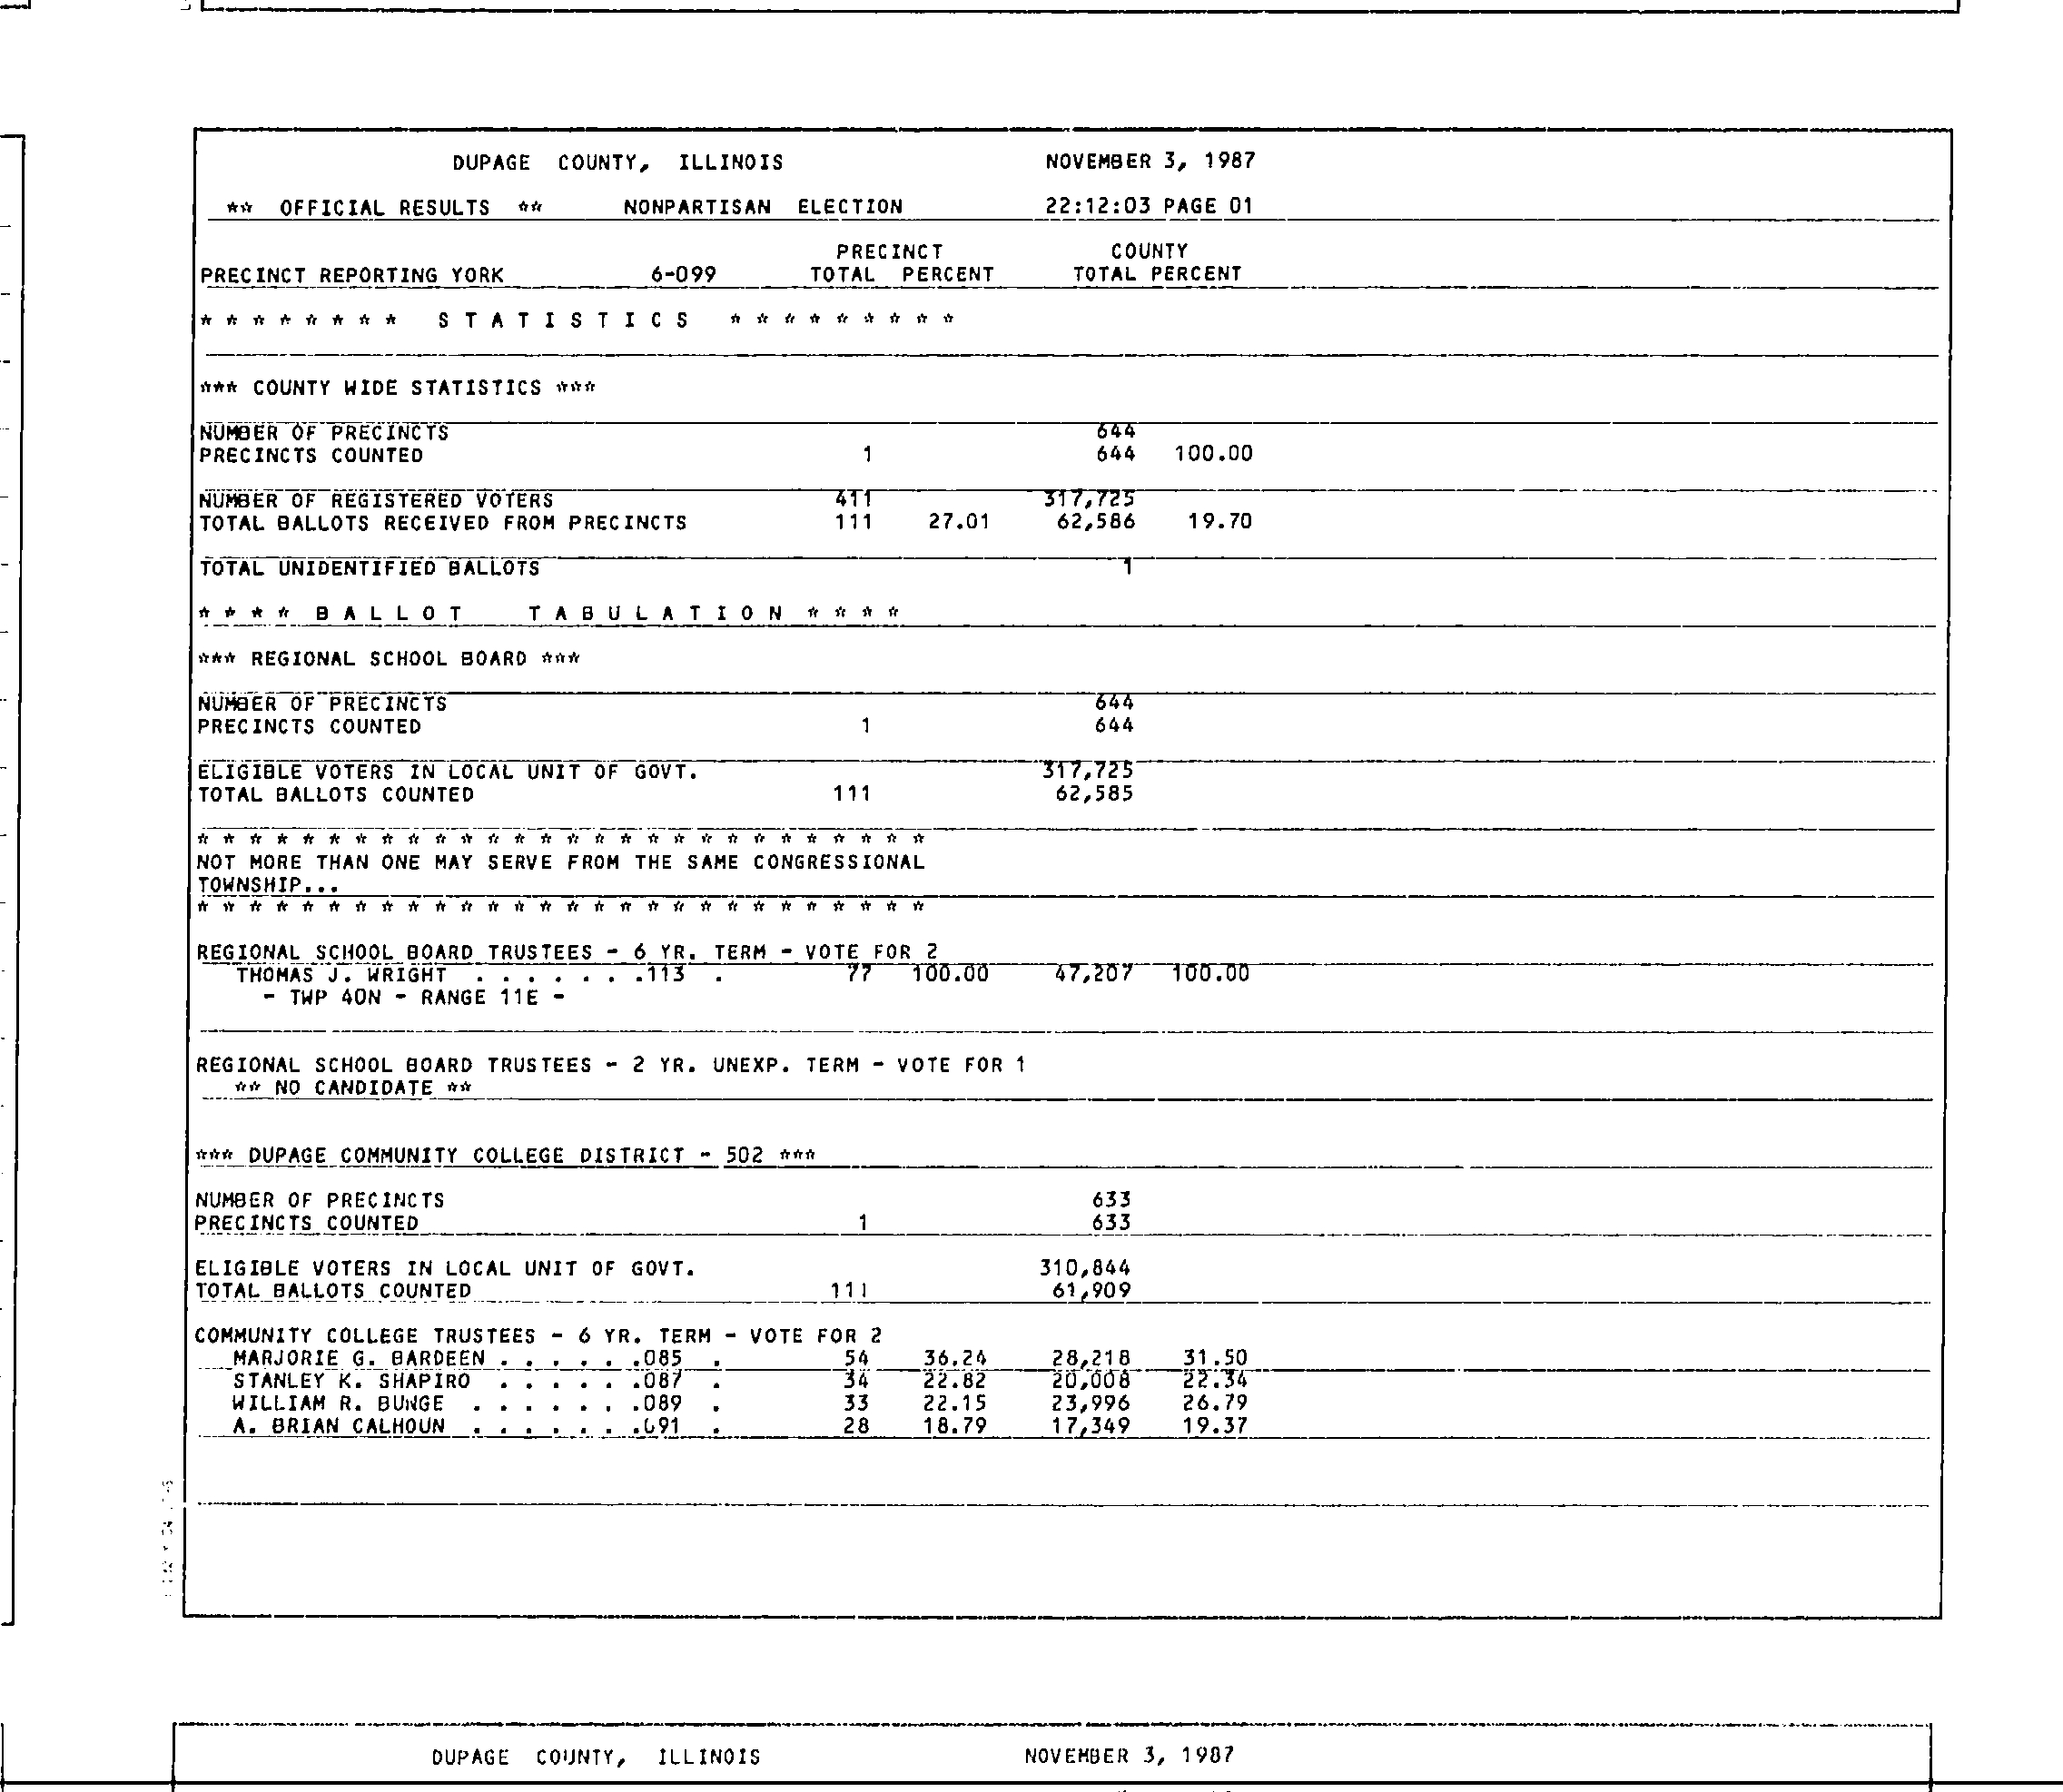 DUPAGE COUNTY, ILLINOIS NOVEMBER 3, 1987
** OFFICIAL RESULTS ** NONPARTISAN ELECTION 22:12:03 PAGE 01
PRECINCT COUNTY
PRECINCT REPORTING YORK 6-099 TOTAL PERCENT TOTAL PERCENT
* * * * * * * * S T A T I S T I C S * * * * * * * * *
*** COUNTY WIDE STATISTICS ***
NUMBER OF PRECINCTS 644
PRECINCTS COUNTED 1 644 100.00
NUMBER OF REGISTERED VOTERS 411 317,725
TOTAL BALLOTS RECEIVED FROM PRECINCTS 111 27.01 62,586 19.70
TOTAL UNIDENTIFIED BALLOTS 1
* * * * B A L L O T T A B U L A T I O N * * * *
*** REGIONAL SCHOOL BOARD ***
NUMBER OF PRECINCTS 644
PRECINCTS COUNTED 1 644
ELIGIBLE VOTERS IN LOCAL UNIT OF GOVT. 317,725
TOTAL BALLOTS COUNTED 111 62,585
* * * * * * * * * * * * * * * * * * * * * * * * * * * *
NOT MORE THAN ONE MAY SERVE FROM THE SAME CONGRESSIONAL
TOWNSHIP...
* * * * * * * * * * * * * * * * * * * * * * * * * * * *
REGIONAL SCHOOL BOARD TRUSTEES - 6 YR. TERM - VOTE FOR 2
THOMAS J. WRIGHT . . . . . . .113 . 77 100.00 47,207 100.00
- TWP 40N - RANGE 11E -
REGIONAL SCHOOL BOARD TRUSTEES - 2 YR. UNEXP. TERM - VOTE FOR 1
** NO CANDIDATE **
*** DUPAGE COMMUNITY COLLEGE DISTRICT - 502 ***
NUMBER OF PRECINCTS 633
PRECINCTS COUNTED 1 633
ELIGIBLE VOTERS IN LOCAL UNIT OF GOVT. 310,844
TOTAL BALLOTS COUNTED 111 61,909
COMMUNITY COLLEGE TRUSTEES - 6 YR. TERM - VOTE FOR 2
MARJORIE G. BARDEEN . . . . . .085 . 54 36.24 28,218 31.50
STANLEY K. SHAPIRO . . . . . .087 . 34 22.82 20,008 22.34
WILLIAM R. BUNGE . . . . . . .089 . 33 22.15 23,996 26.79
A. BRIAN CALHOUN . . . . . . .091 . 28 18.79 17,349 19.37
DUPAGE COUNTY, ILLINOIS NOVEMBER 3, 1987